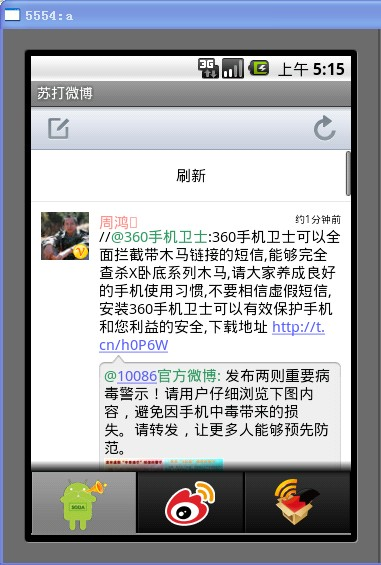 5554:a
3G 上午 5:15
苏打微博
刷新
周鸿▯
约1分钟前
//@360手机卫士:360手机卫士可以全
面拦截带木马链接的短信,能够完全
查杀X卧底系列木马,请大家养成良好
的手机使用习惯,不要相信虚假短信,
安装360手机卫士可以有效保护手机
和您利益的安全,下载地址 http://t.
cn/h0P6W
@10086官方微博: 发布两则重要病
毒警示！请用户仔细浏览下图内
容，避免因手机中毒带来的损
失。请转发，让更多人能够预先防
范。
SODA